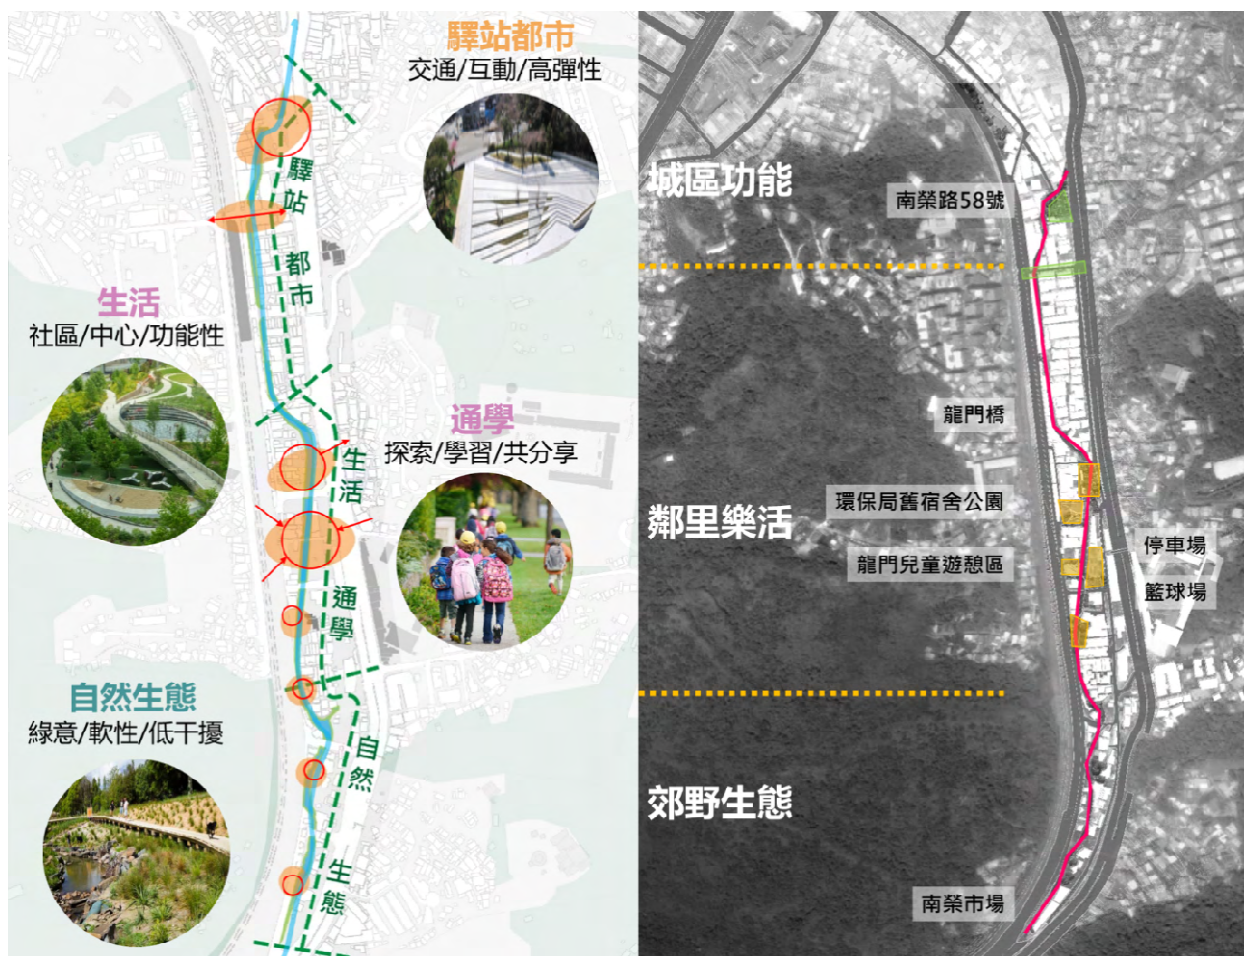 驛站都市
交通/互動/高彈性
驛站
都市
生活
社區/中心/功能性
通學
探索/學習/共分享
生活
通學
自然生態
綠意/軟性/低干擾
自然
生態
城區功能
南榮路58號
龍門橋
環保局舊宿舍公園
鄰里樂活
龍門兒童遊憩區
停車場
籃球場
郊野生態
南榮市場